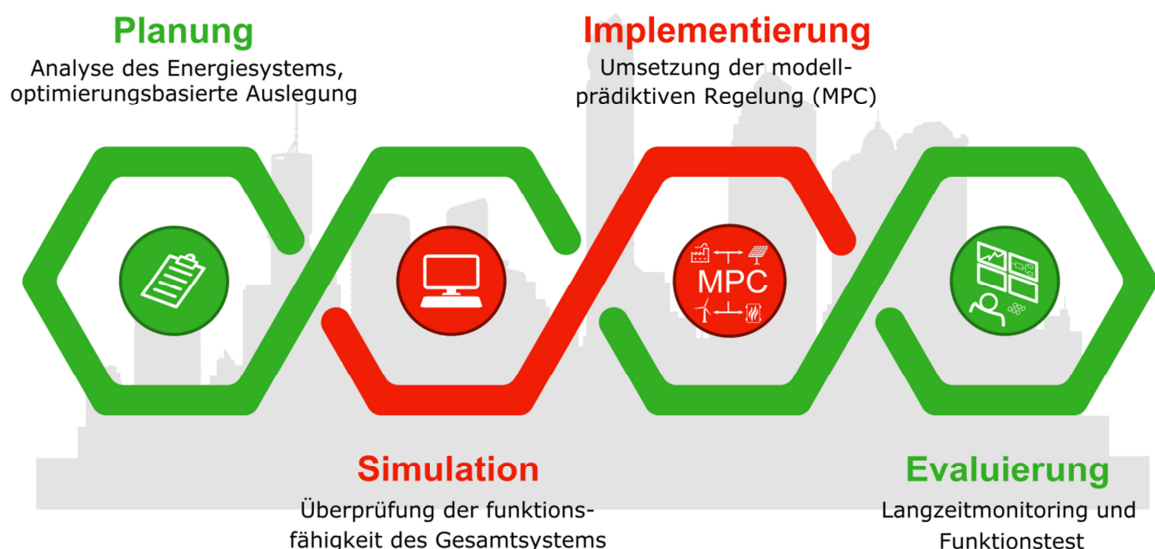 Planung
Analyse des Energiesystems,
optimierungsbasierte Auslegung
Implementierung
Umsetzung der modell-
prädiktiven Regelung (MPC)
MPC
Simulation
Überprüfung der funktions-
fähigkeit des Gesamtsystems
Evaluierung
Langzeitmonitoring und
Funktionstest